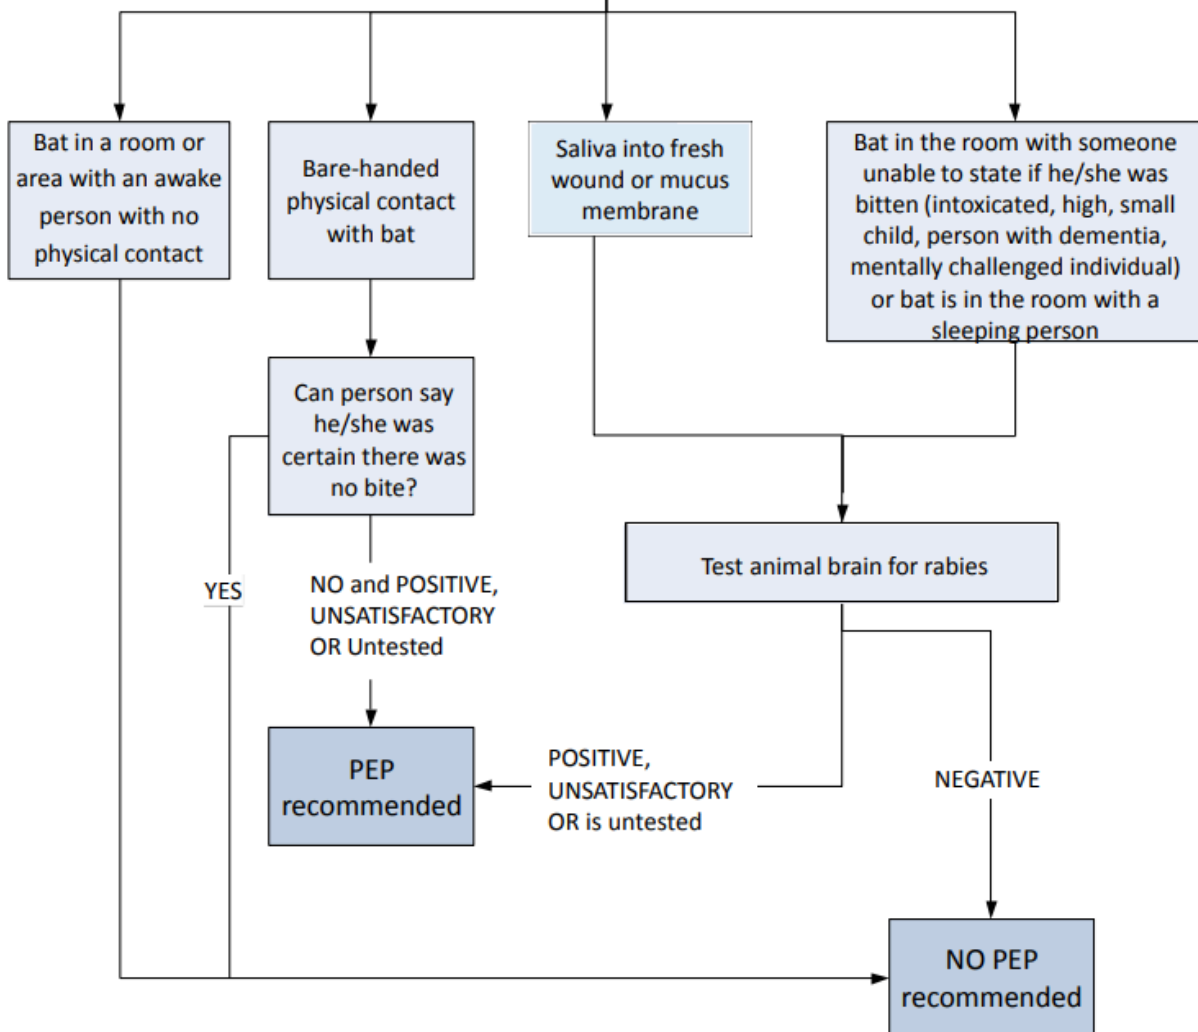 Bat in a room or
area with an awake
person with no
physical contact
Bare-handed
physical contact
with bat
Saliva into fresh
wound or mucus
membrane
Bat in the room with someone
unable to state if he/she was
bitten (intoxicated, high, small
child, person with dementia,
mentally challenged individual)
or bat is in the room with a
sleeping person
Can person say
he/she was
certain there was
no bite?
Test animal brain for rabies
YES
NO and POSITIVE,
UNSATISFACTORY
OR Untested
PEP
recommended
POSITIVE,
UNSATISFACTORY
OR is untested
NEGATIVE
NO PEP
recommended